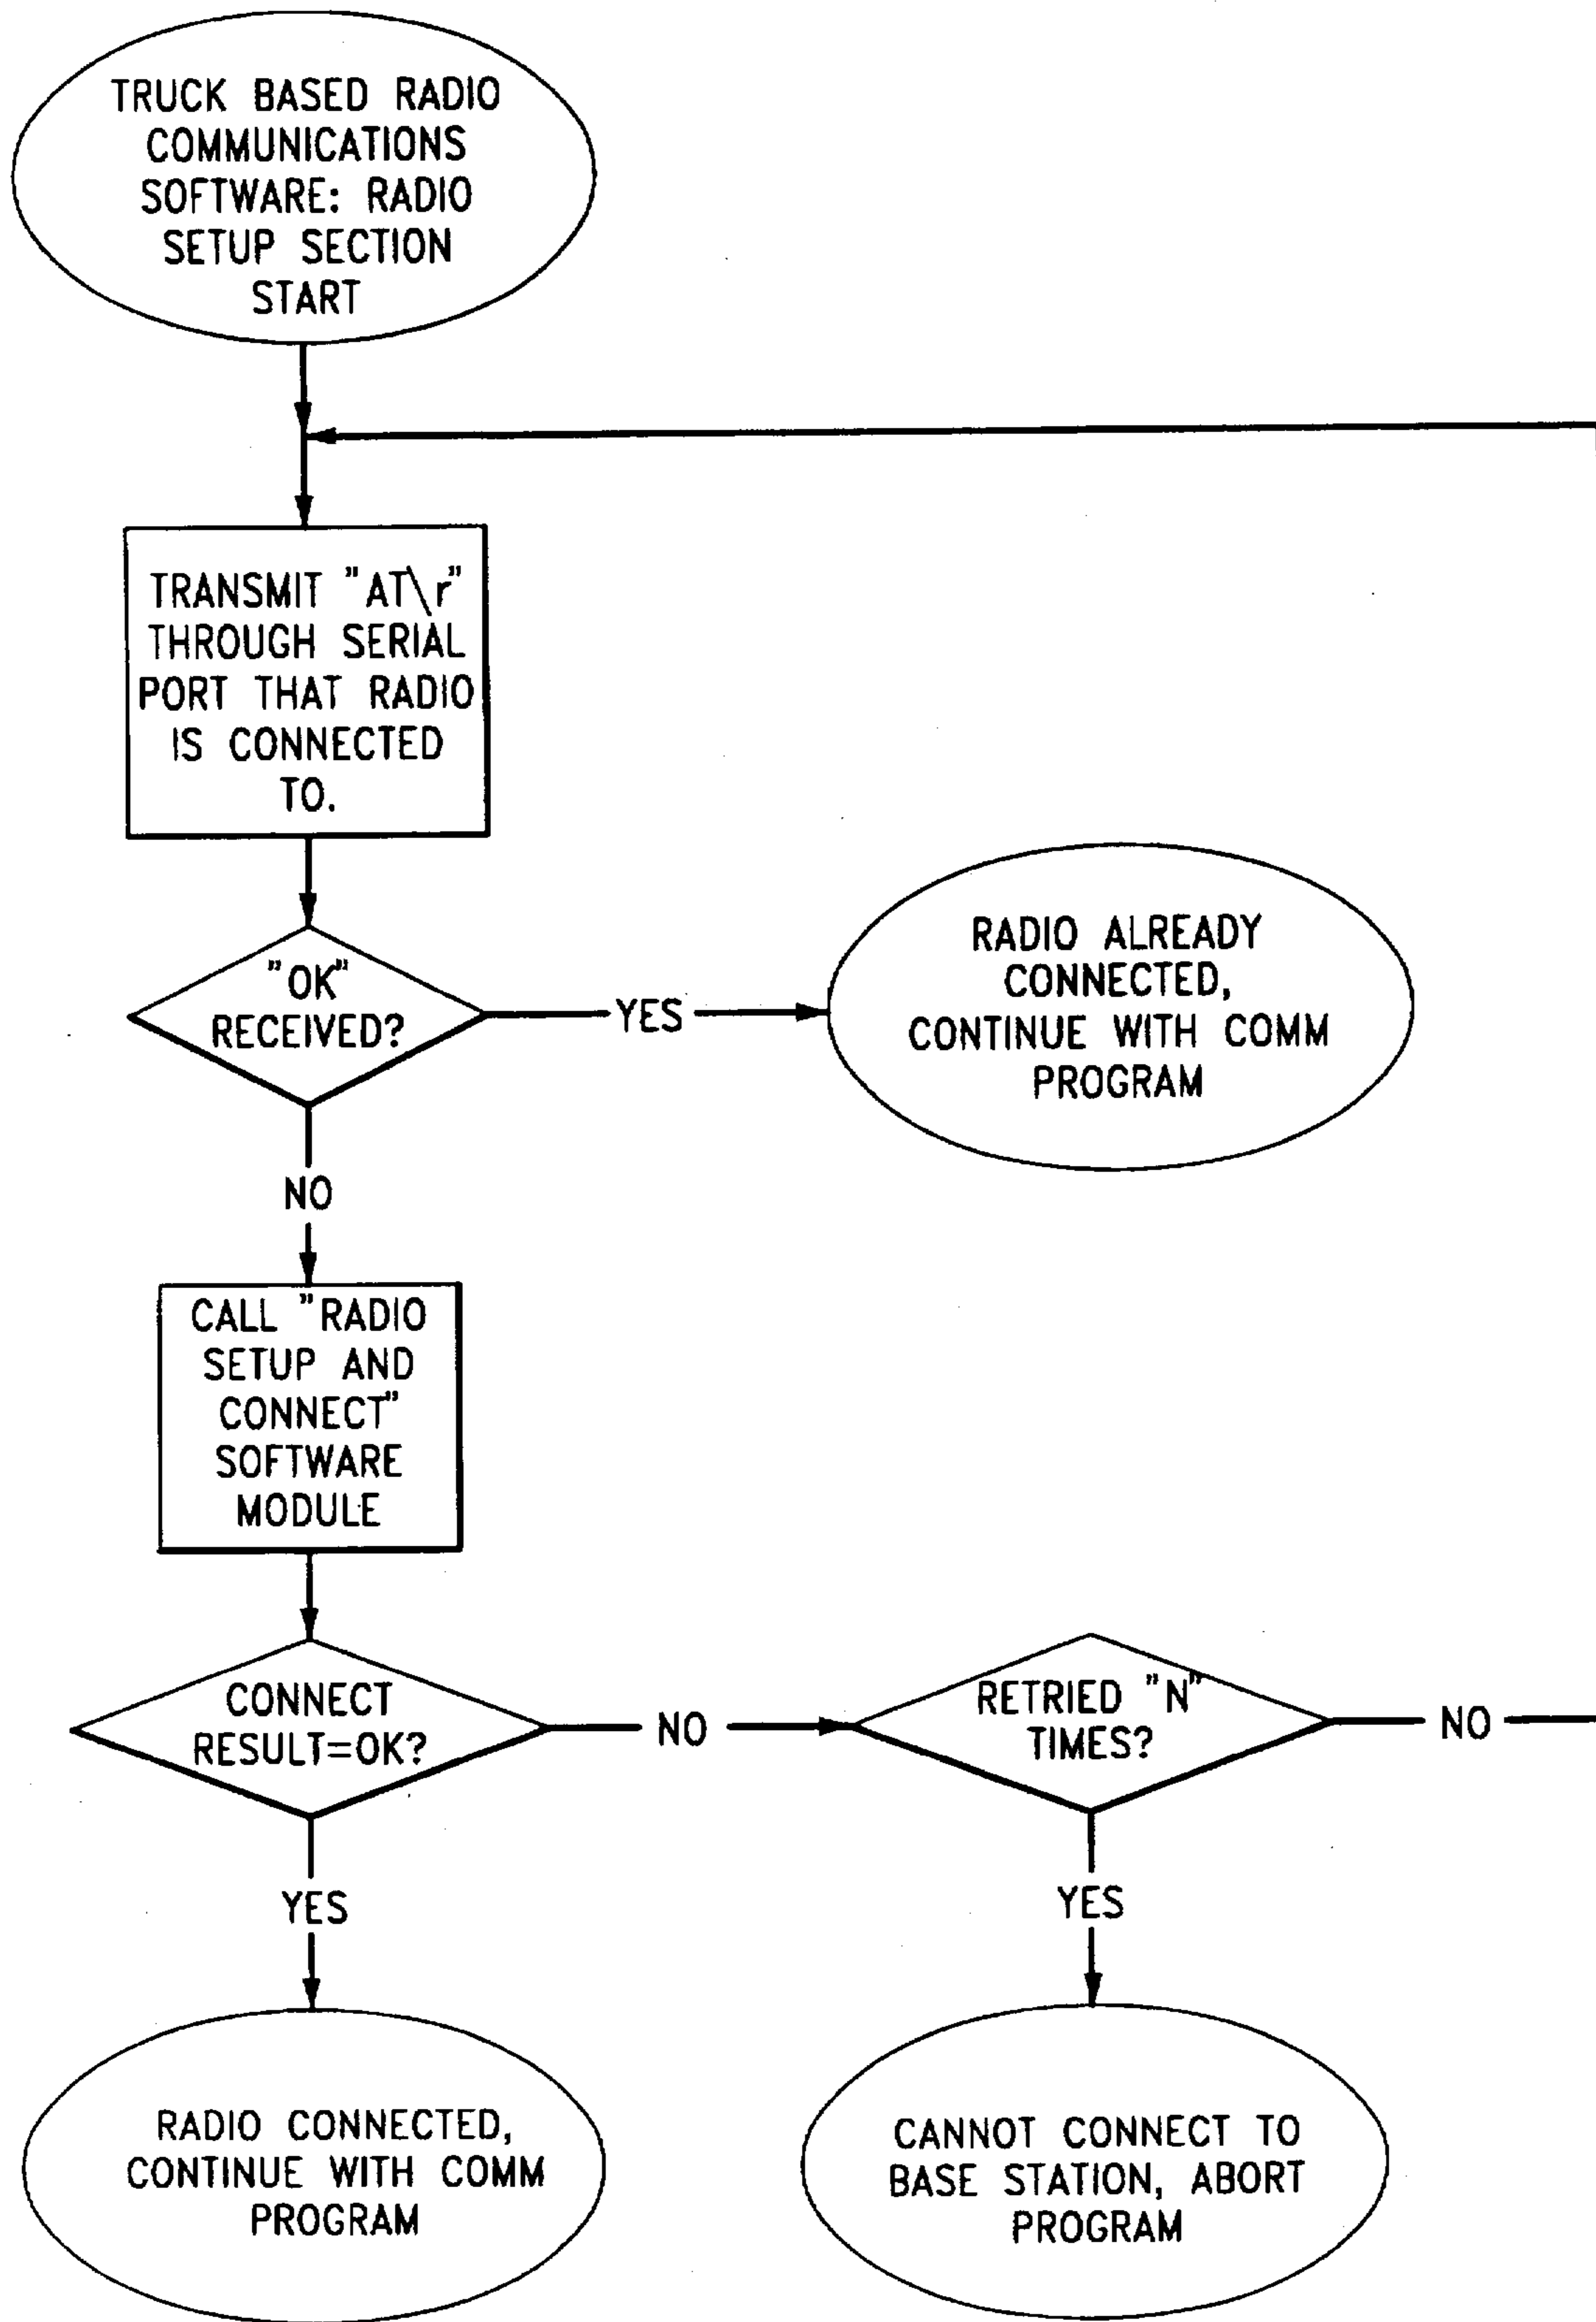 TRUCK BASED RADIO
COMMUNICATIONS
SOFTWARE: RADIO
SETUP SECTION
START
TRANSMIT "AT\r"
THROUGH SERIAL
PORT THAT RADIO
IS CONNECTED
TO.
"OK"
RECEIVED?
YES
RADIO ALREADY
CONNECTED,
CONTINUE WITH COMM
PROGRAM
NO
CALL "RADIO
SETUP AND
CONNECT"
SOFTWARE
MODULE
CONNECT
RESULT=OK?
NO
RETRIED "N"
TIMES?
NO
YES
YES
RADIO CONNECTED,
CONTINUE WITH COMM
PROGRAM
CANNOT CONNECT TO
BASE STATION, ABORT
PROGRAM